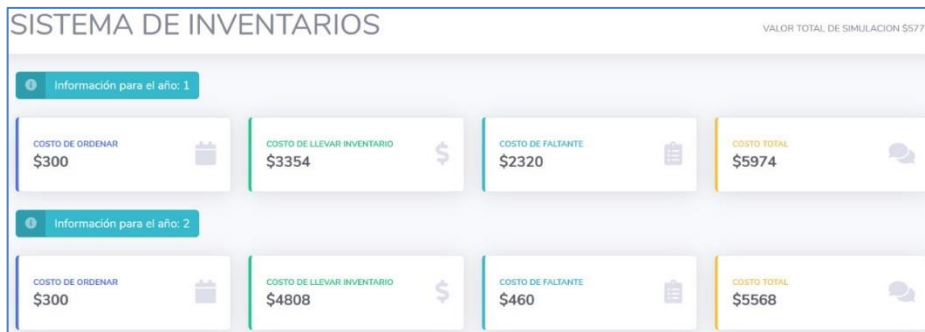 SISTEMA DE INVENTARIOS
VALOR TOTAL DE SIMULACION $577
Información para el año: 1
COSTO DE ORDENAR
$300
COSTO DE LLEVAR INVENTARIO
$3354
COSTO DE FALTANTE
$2320
COSTO TOTAL
$5974
Información para el año: 2
COSTO DE ORDENAR
$300
COSTO DE LLEVAR INVENTARIO
$4808
COSTO DE FALTANTE
$460
COSTO TOTAL
$5568